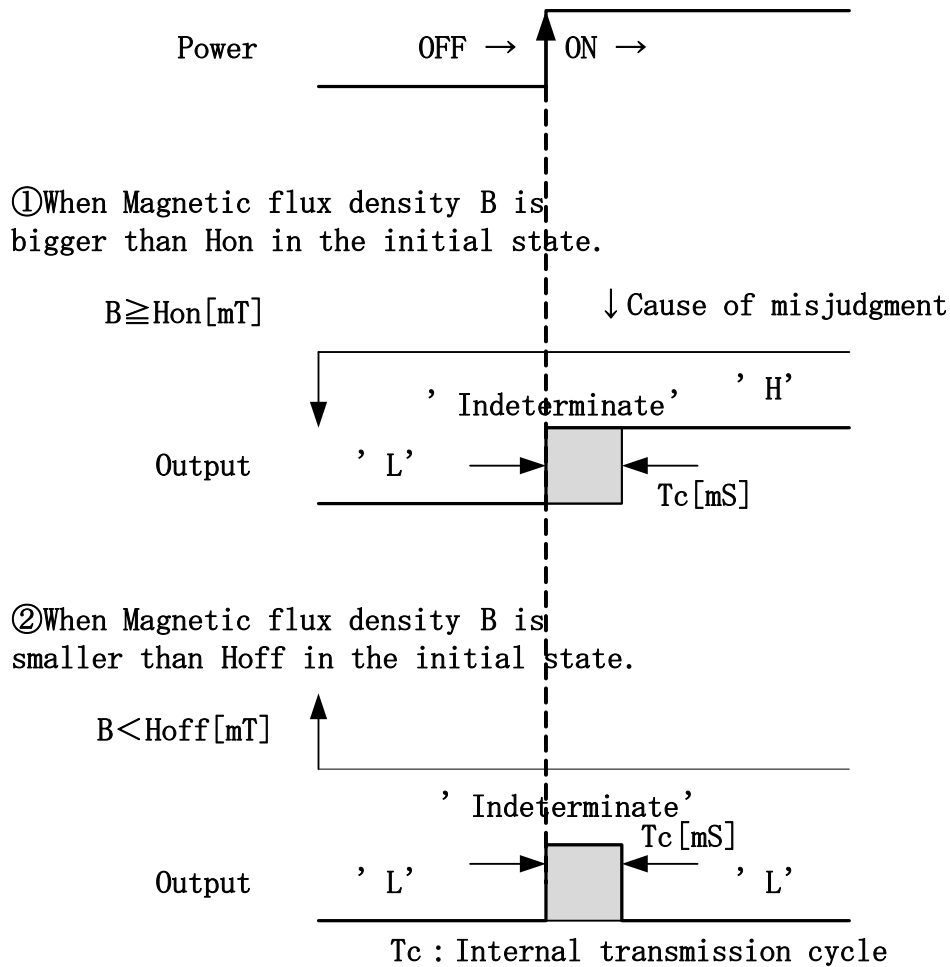 Power OFF → ON →
①When Magnetic flux density B is
bigger than Hon in the initial state.
B≧Hon[mT] ↓Cause of misjudgment
’ Indeterminate’ ’ H’
Output ’ L’ Tc[mS]
②When Magnetic flux density B is
smaller than Hoff in the initial state.
B＜Hoff[mT]
’ Indeterminate’
Tc[mS]
Output ’ L’ ’ L’
Tc：Internal transmission cycle